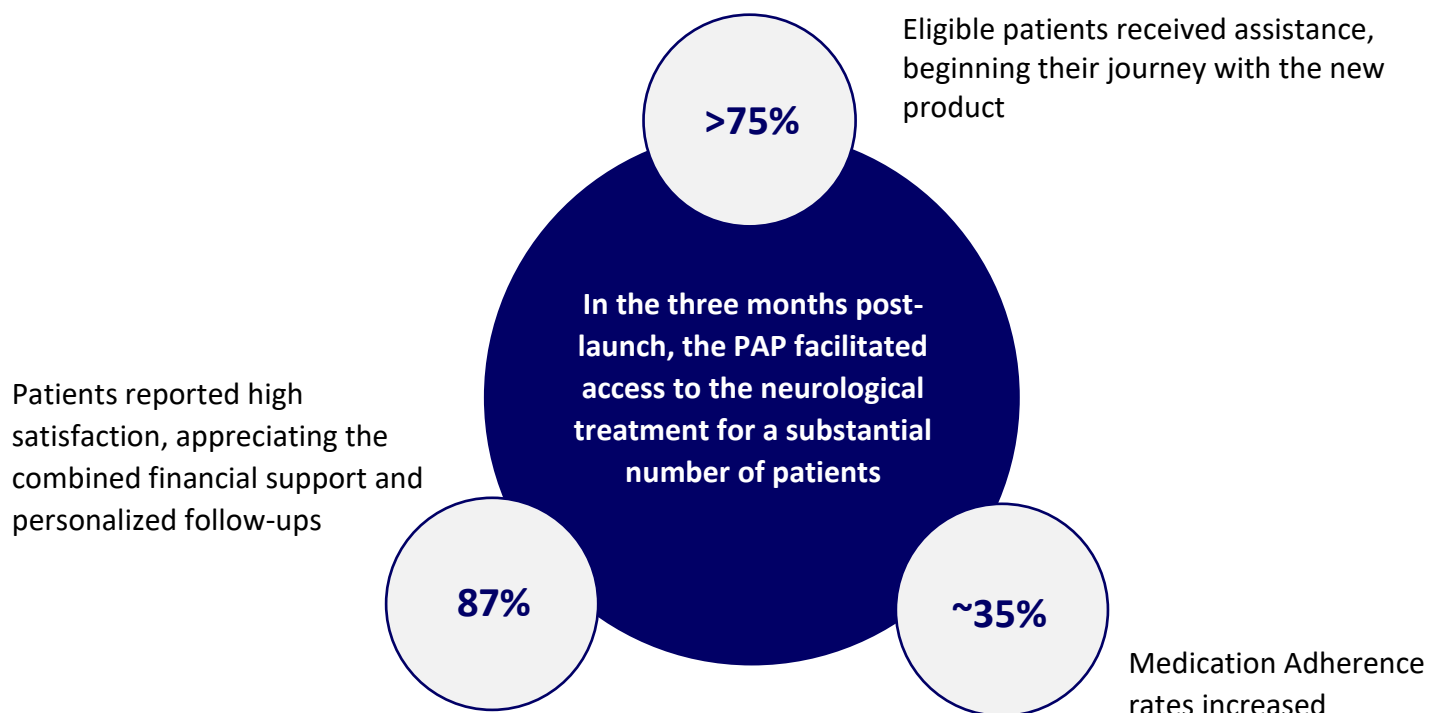 Eligible patients received assistance,
beginning their journey with the new
product
>75%
In the three months post-
launch, the PAP facilitated
access to the neurological
treatment for a substantial
number of patients
Patients reported high
satisfaction, appreciating the
combined financial support and
personalized follow-ups
87%
~35%
Medication Adherence
rates increased